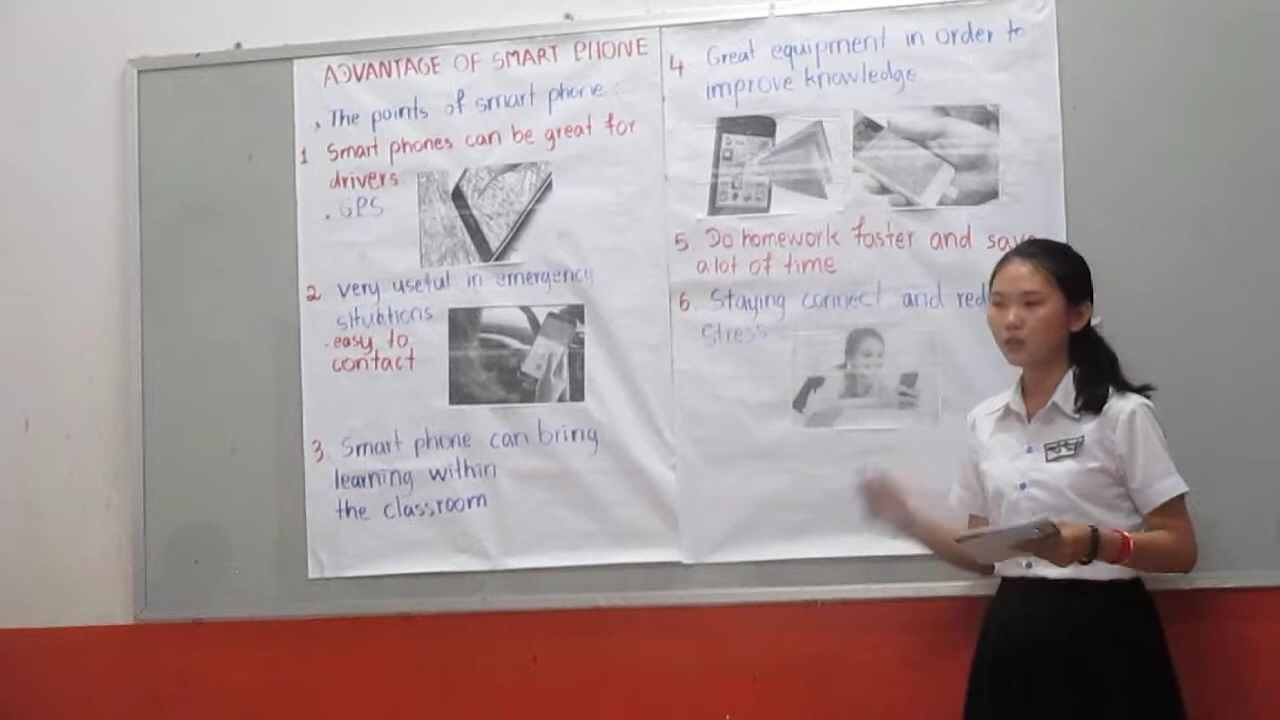 ADVANTAGE OF SMART PHONE
, The points of smart phone :
1 Smart phones can be great for
drivers
. GPS
2 very useful in emergency
situations
. easy to
contact
3 Smart phone can bring
learning within
the classroom
4 Great equipment in order to
improve knowledge
5 Do homework faster and save
a lot of time
6. Staying connect and
stress